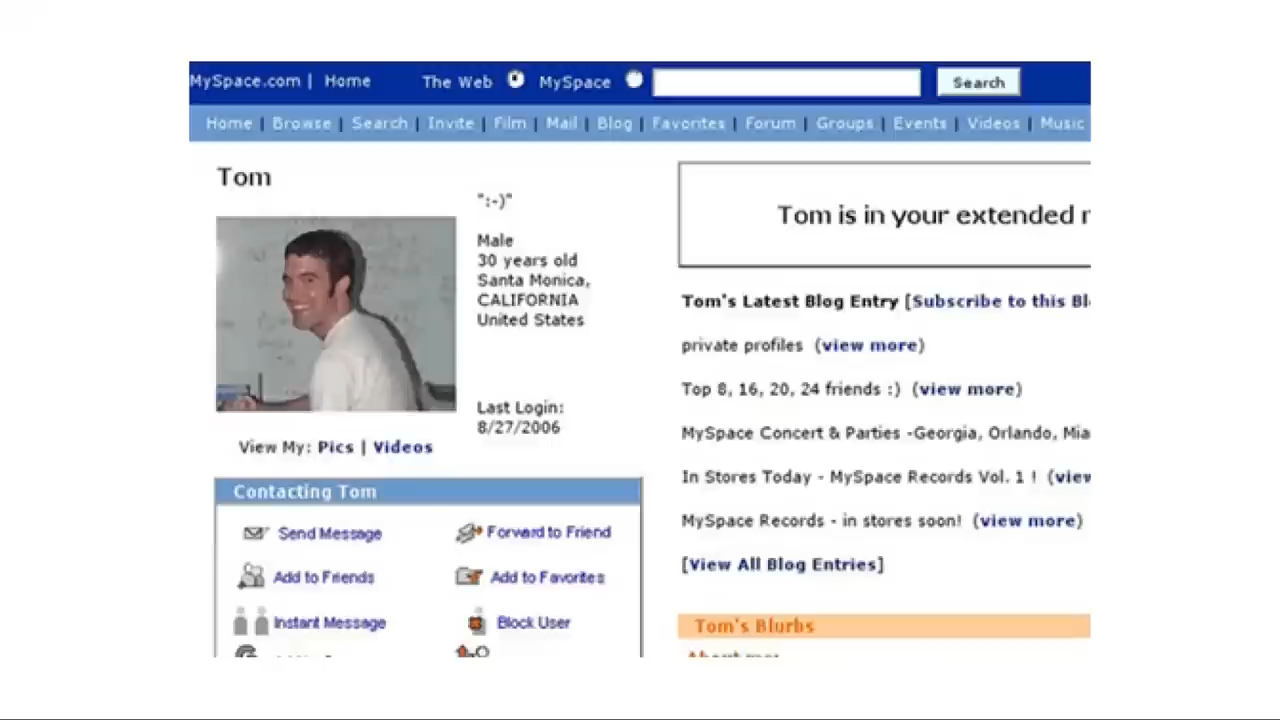 MySpace.com | Home The Web MySpace Search
Home | Browse | Search | Invite | Film | Mail | Blog | Favorites | Forum | Groups | Events | Videos | Music
Tom
":-)"
Male
30 years old
Santa Monica,
CALIFORNIA
United States
Last Login:
8/27/2006
View My: Pics | Videos
Contacting Tom
Send Message Forward to Friend
Add to Friends Add to Favorites
Instant Message Block User
Tom is in your extended
Tom's Latest Blog Entry [Subscribe to this Bl
private profiles (view more)
Top 8, 16, 20, 24 friends :) (view more)
MySpace Concert & Parties -Georgia, Orlando, Mia
In Stores Today - MySpace Records Vol. 1 ! (view
MySpace Records - in stores soon! (view more)
[View All Blog Entries]
Tom's Blurbs
About me: